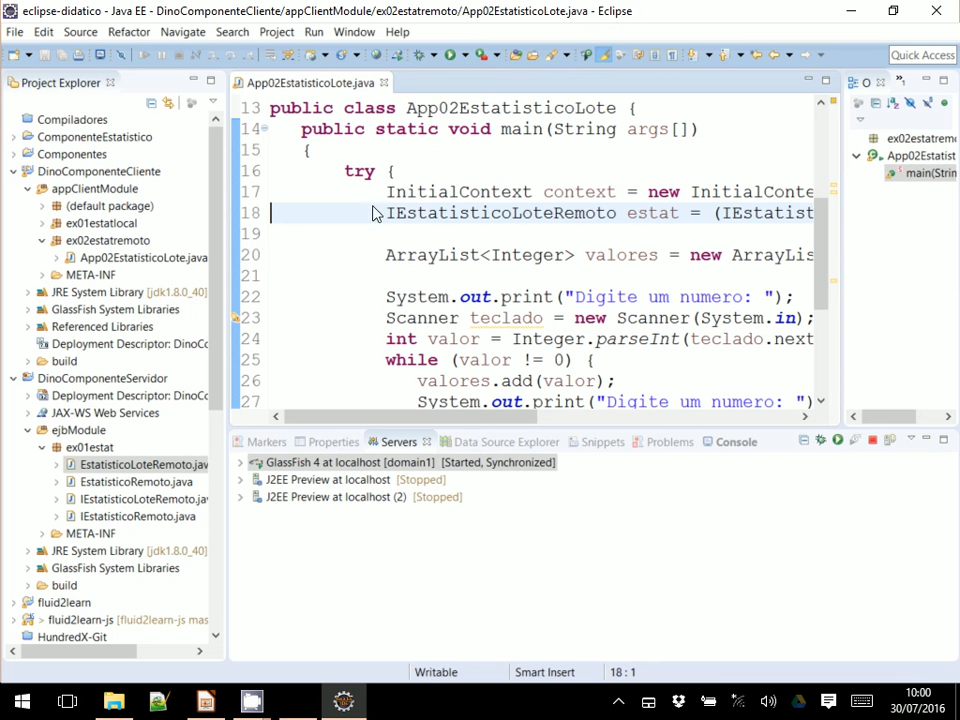 eclipse-didatico - Java EE - DinoComponenteCliente/appClientModule/ex02estatremoto/App02EstatisticoLote.java - Eclipse
File Edit Source Refactor Navigate Search Project Run Window Help
Quick Access
Project Explorer
Compiladores
ComponenteEstatistico
Componentes
DinoComponenteCliente
appClientModule
(default package)
ex01estatlocal
ex02estatremoto
App02EstatisticoLote.java
META-INF
JRE System Library [jdk1.8.0_40]
GlassFish System Libraries
Referenced Libraries
Deployment Descriptor: DinoC
build
DinoComponenteServidor
Deployment Descriptor: DinoC
JAX-WS Web Services
ejbModule
ex01estat
EstatisticoLoteRemoto.jav
EstatisticoRemoto.java
IEstatisticoLoteRemoto.ja
IEstatisticoRemoto.java
META-INF
JRE System Library [jdk1.8.0_40]
GlassFish System Libraries
build
fluid2learn
> fluid2learn-js [fluid2learn-js mas
HundredX-Git
App02EstatisticoLote.java
13 public class App02EstatisticoLote {
14 public static void main(String args[])
15 {
16 try {
17 InitialContext context = new InitialConte
18 IEstatisticoLoteRemoto estat = (IEstatist
19
20 ArrayList<Integer> valores = new ArrayLis
21
22 System.out.print("Digite um numero: ");
23 Scanner teclado = new Scanner(System.in);
24 int valor = Integer.parseInt(teclado.next
25 while (valor != 0) {
26 valores.add(valor);
27 System.out.print("Digite um numero: ")
O
ex02estatremo
App02Estatist
main(Strin
Markers Properties Servers Data Source Explorer Snippets Problems Console
GlassFish 4 at localhost [domain1] [Started, Synchronized]
J2EE Preview at localhost [Stopped]
J2EE Preview at localhost (2) [Stopped]
Writable Smart Insert 18 : 1
10:00
30/07/2016